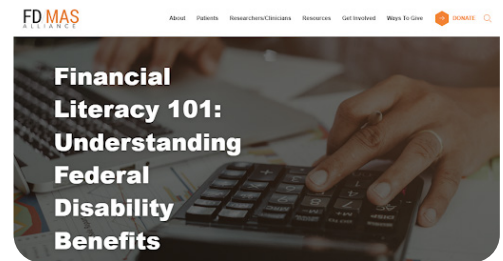 FD MAS
ALLIANCE
About Patients Researchers/Clinicians Resources Get Involved Ways To Give DONATE
Financial
Literacy 101:
Understanding
Federal
Disability
Benefits